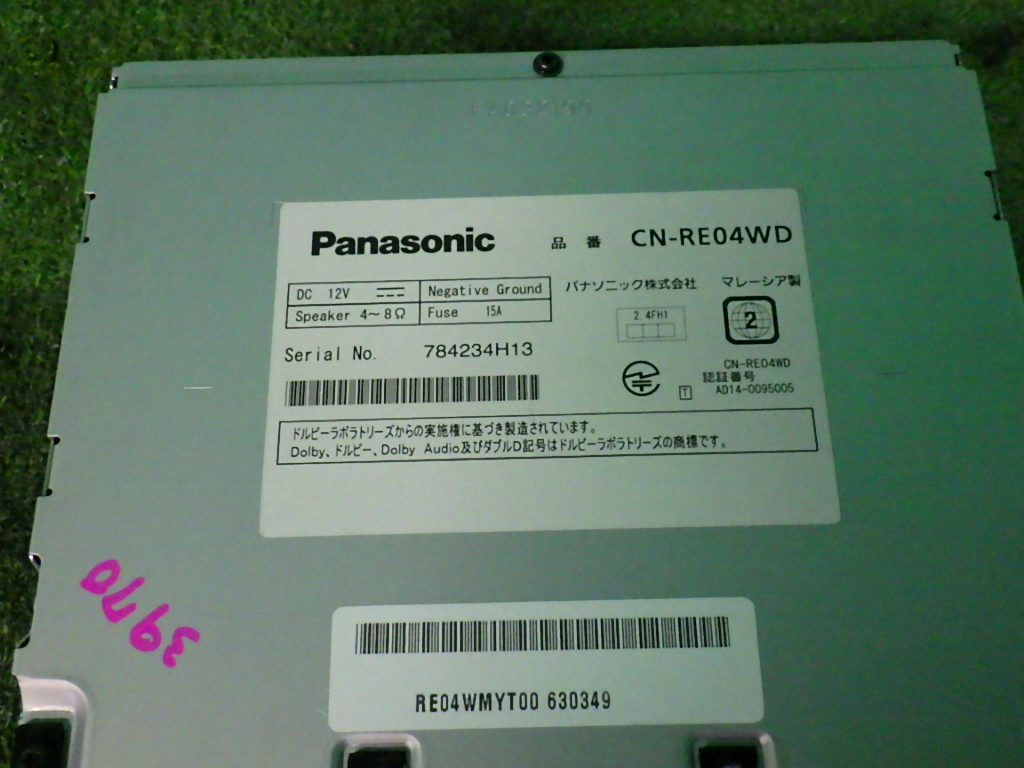 Panasonic 品番 CN-RE04WD
DC 12V Negative Ground
Speaker 4~8Ω Fuse 15A
パナソニック株式会社 マレーシア製
2.4FH1
2
Serial No. 784234H13
CN-RE04WD
認証番号
T AD14-0095005
ドルビーラボラトリーズからの実施権に基づき製造されています。
Dolby、ドルビー、Dolby Audio及びダブルD記号はドルビーラボラトリーズの商標です。
RE04WMYT00 630349